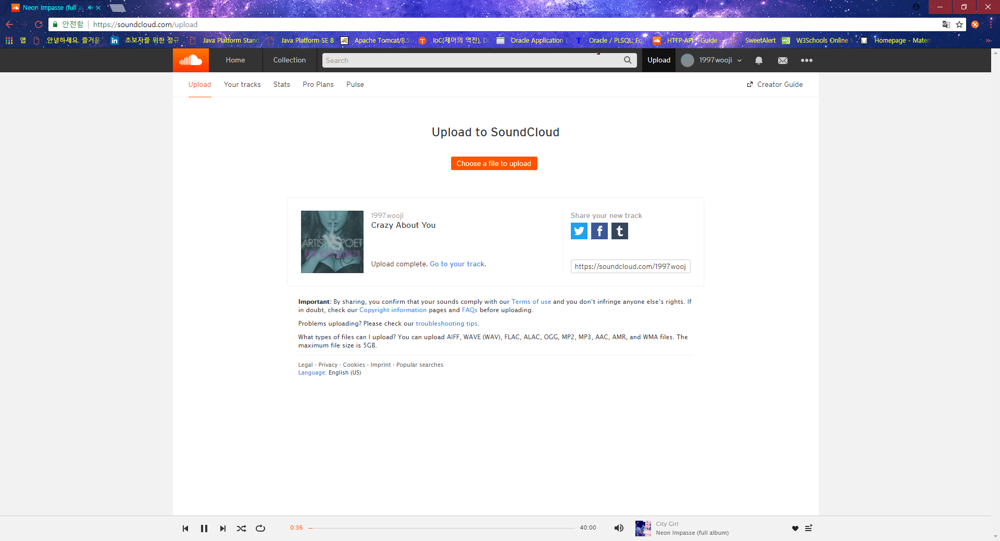 Neon Impasse (full a
안전함 | https://soundcloud.com/upload
앱 안녕하세요. 즐거운 초보자를 위한 정규 Java Platform Stand Java Platform SE 8 Apache Tomcat/8.5 IoC(제어의 역전), D Oracle Application Oracle / PLSQL: HTTP API - Guide SweetAlert W3Schools Online Homepage - Materi
Home Collection Search Upload 1997wooji
Upload Your tracks Stats Pro Plans Pulse Creator Guide
Upload to SoundCloud
Choose a file to upload
1997wooji
Crazy About You
ARTIST VS POET
KEEP YOUR SECRETS
Upload complete. Go to your track.
Share your new track
https://soundcloud.com/1997wooj
Important: By sharing, you confirm that your sounds comply with our Terms of use and you don't infringe anyone else's rights. If
in doubt, check our Copyright information pages and FAQs before uploading.
Problems uploading? Please check our troubleshooting tips.
What types of files can I upload? You can upload AIFF, WAVE (WAV), FLAC, ALAC, OGG, MP2, MP3, AAC, AMR, and WMA files. The
maximum file size is 5GB.
Legal - Privacy - Cookies - Imprint - Popular searches
Language: English (US)
0:36 40:00
City Girl
Neon Impasse (full album)